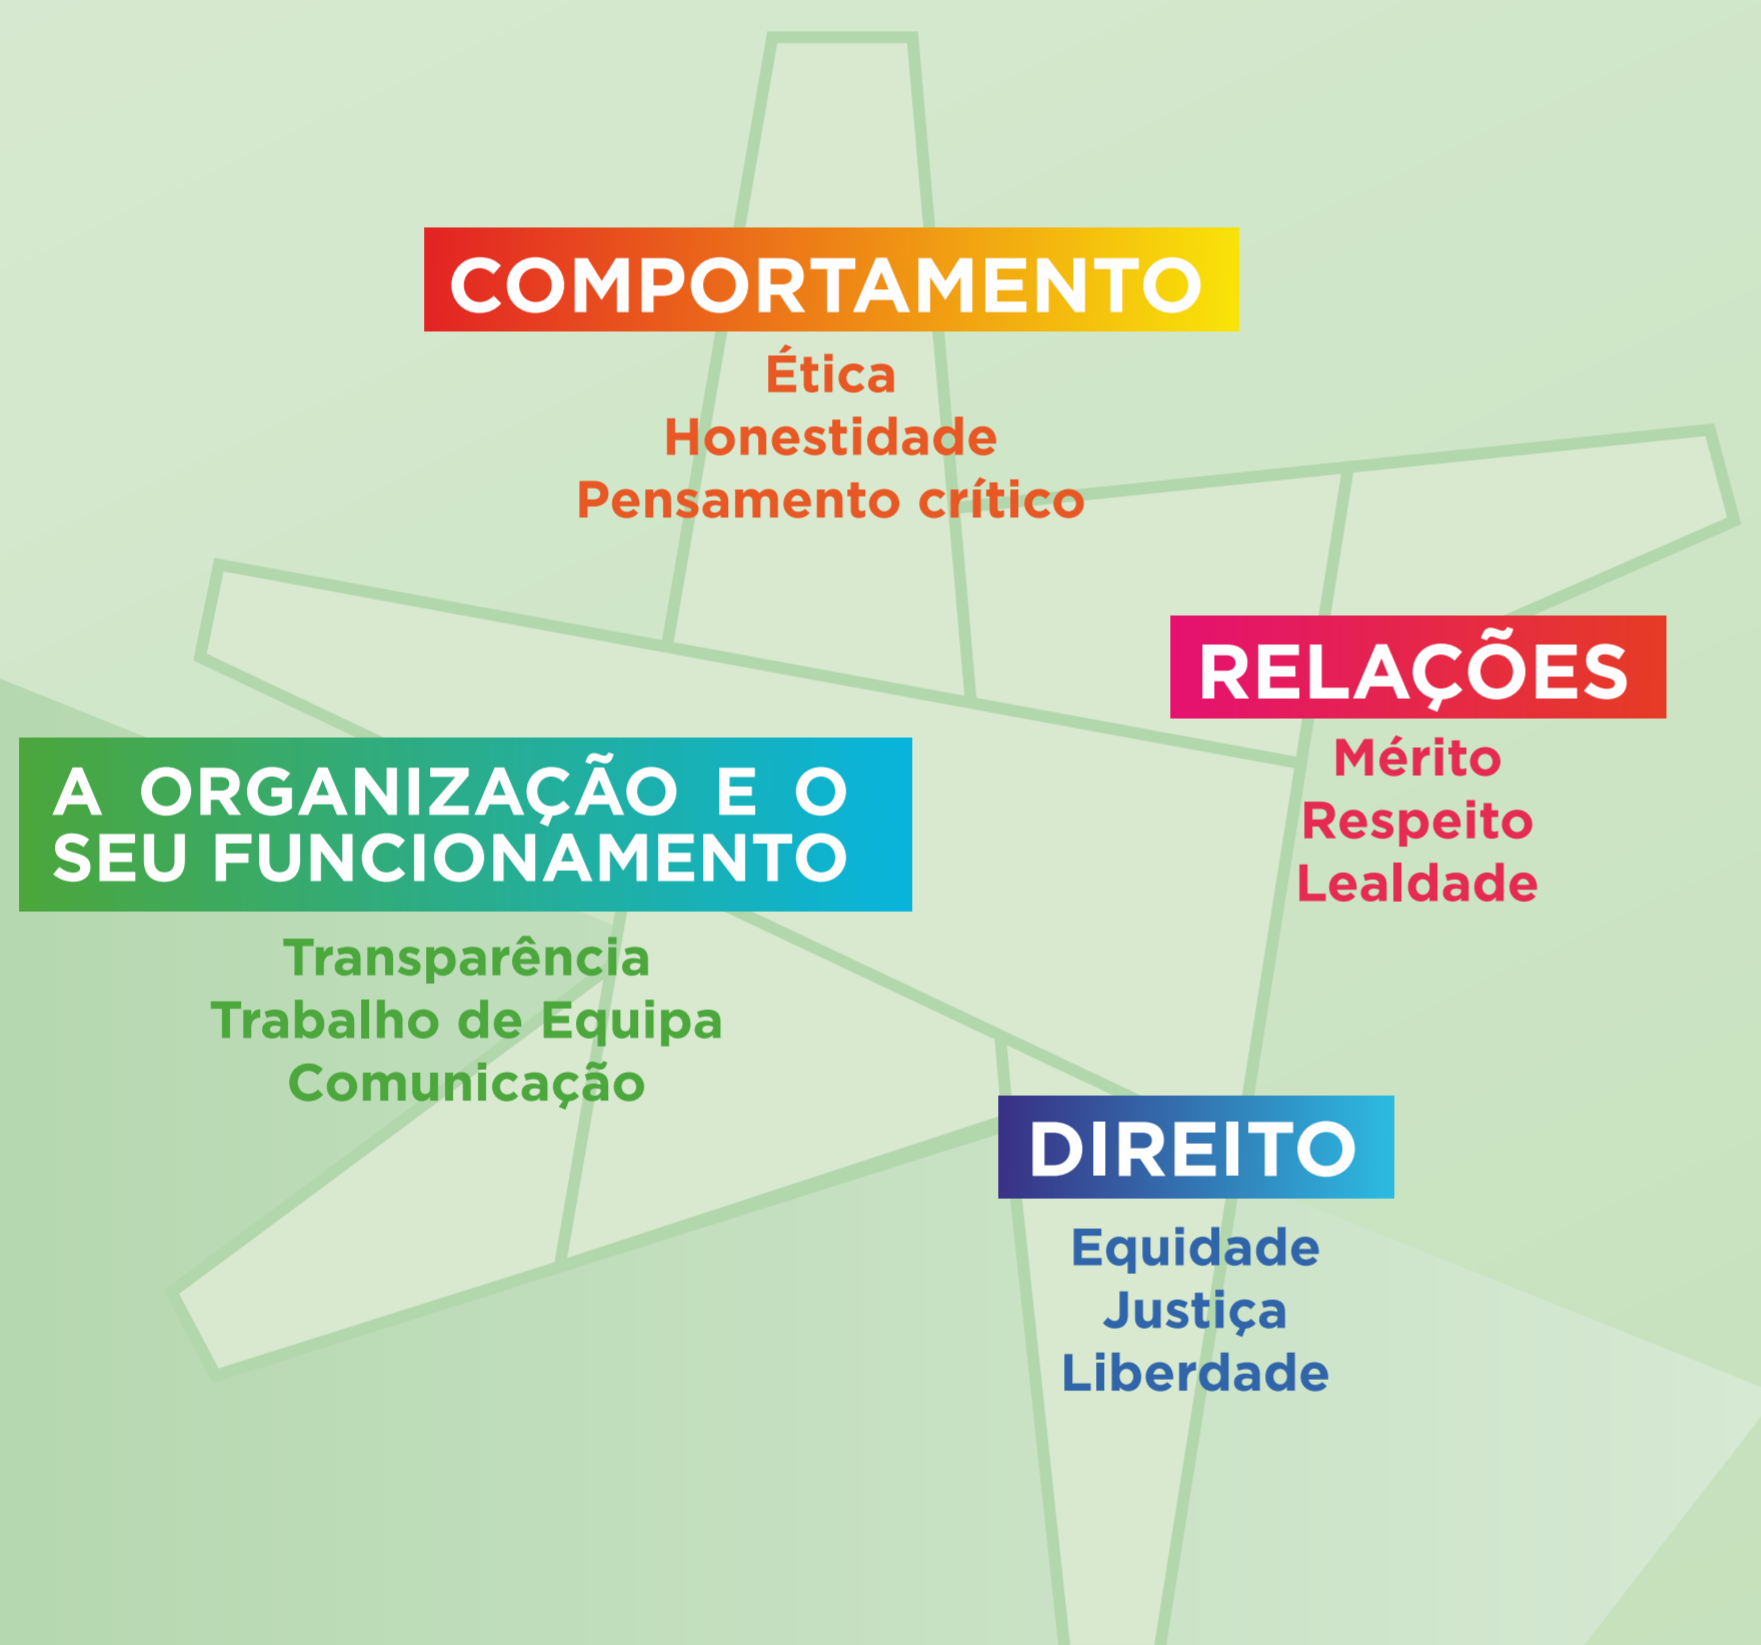 COMPORTAMENTO
Ética
Honestidade
Pensamento crítico
RELAÇÕES
Mérito
Respeito
Lealdade
A ORGANIZAÇÃO E O
SEU FUNCIONAMENTO
Transparência
Trabalho de Equipa
Comunicação
DIREITO
Equidade
Justiça
Liberdade